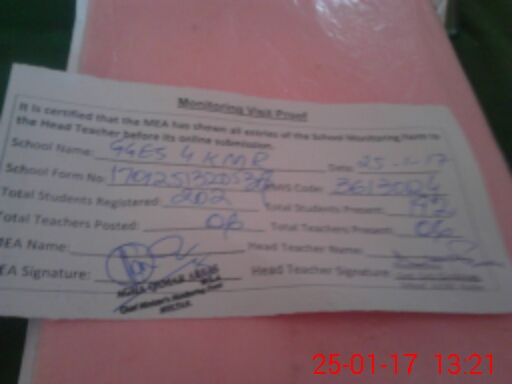 Monitoring Visit Proof
It is certified that the MEA has shown all entries of the School Monitoring Form to
the Head Teacher before its online submission.
School Name: GGES 4 KMP Date: 25-1-17
School Form No: Code: 36130124
Total Students Registered: 202 Total Students Present: 192
Total Teachers Posted: 06 Total Teachers Present: 06
MEA Name: Head Teacher Name:
MEA Signature: Head Teacher Signature:
25-01-17 13:21